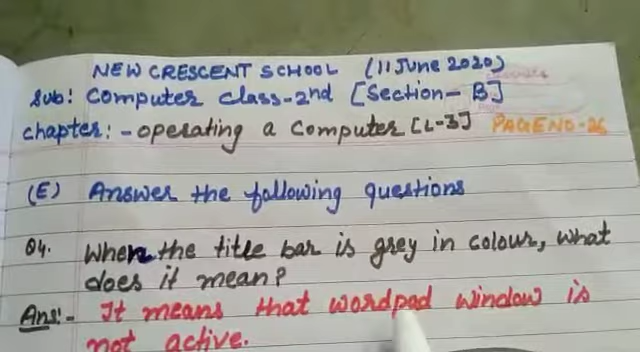 NEW CRESCENT SCHOOL (11 June 2020)
Sub: Computer Class-2nd [Section-B]
Chapter:-operating a Computer [L-3] PAGE NO-26
(E) Answer the following questions
Q4. When the title bar is grey in colour, what
does it mean?
Ans:- It means that wordpad window is
not active.